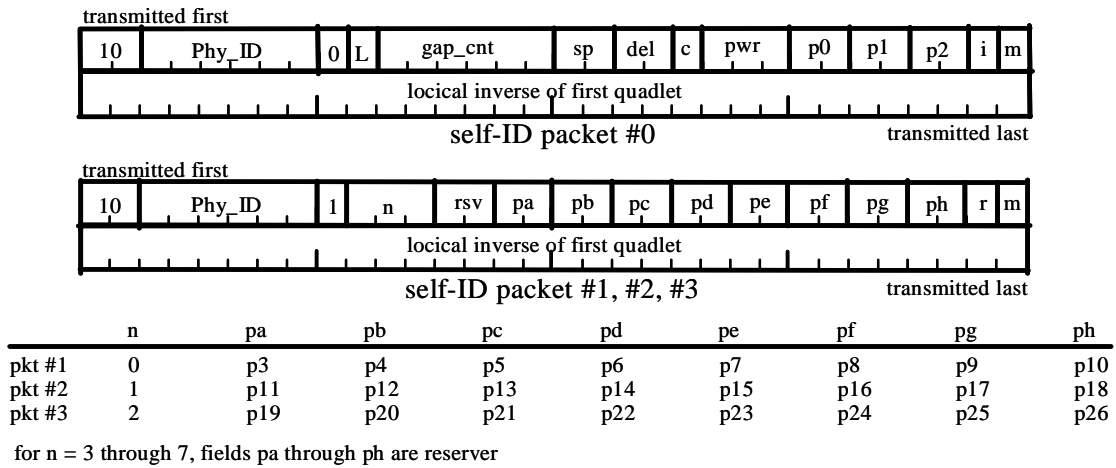 transmitted first
10 Phy_ID 0 L gap_cnt sp del c pwr p0 p1 p2 i m
locical inverse of first quadlet
self-ID packet #0 transmitted last
transmitted first
10 Phy_ID 1 n rsv pa pb pc pd pe pf pg ph r m
locical inverse of first quadlet
self-ID packet #1, #2, #3 transmitted last
n pa pb pc pd pe pf pg ph
pkt #1 0 p3 p4 p5 p6 p7 p8 p9 p10
pkt #2 1 p11 p12 p13 p14 p15 p16 p17 p18
pkt #3 2 p19 p20 p21 p22 p23 p24 p25 p26
for n = 3 through 7, fields pa through ph are reserver